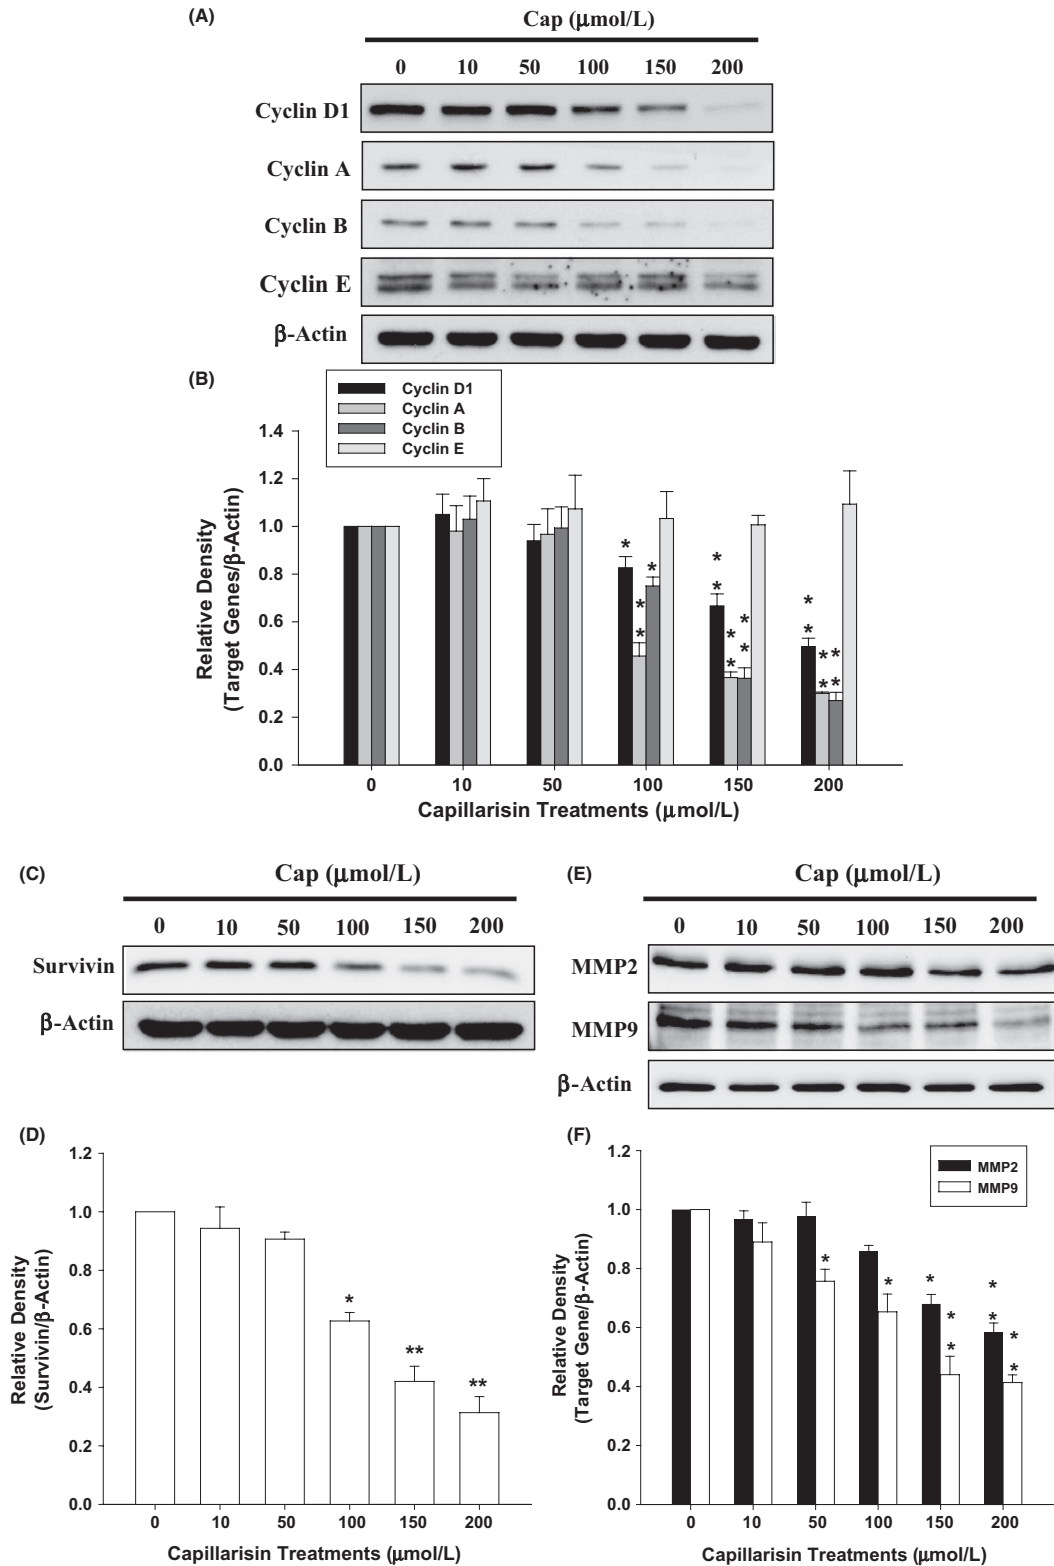 (A)
Cap (μmol/L)
0 10 50 100 150 200
Cyclin D1
Cyclin A
Cyclin B
Cyclin E
β-Actin
(B)
Cyclin D1
Cyclin A
Cyclin B
Cyclin E
Relative Density
(Target Genes/β-Actin)
1.4
1.2
1.0
0.8
0.6
0.4
0.2
0.0
* * * * * * * * * * * * * * * *
0 10 50 100 150 200
Capillarisin Treatments (μmol/L)
(C)
Cap (μmol/L)
0 10 50 100 150 200
Survivin
β-Actin
(E)
Cap (μmol/L)
0 10 50 100 150 200
MMP2
MMP9
β-Actin
(D)
Relative Density
(Survivin/β-Actin)
1.2
1.0
0.8
0.6
0.4
0.2
0.0
* ** **
0 10 50 100 150 200
Capillarisin Treatments (μmol/L)
(F)
MMP2
MMP9
Relative Density
(Target Gene/β-Actin)
1.2
1.0
0.8
0.6
0.4
0.2
0.0
* * * * * * * * *
0 10 50 100 150 200
Capillarisin Treatments (μmol/L)